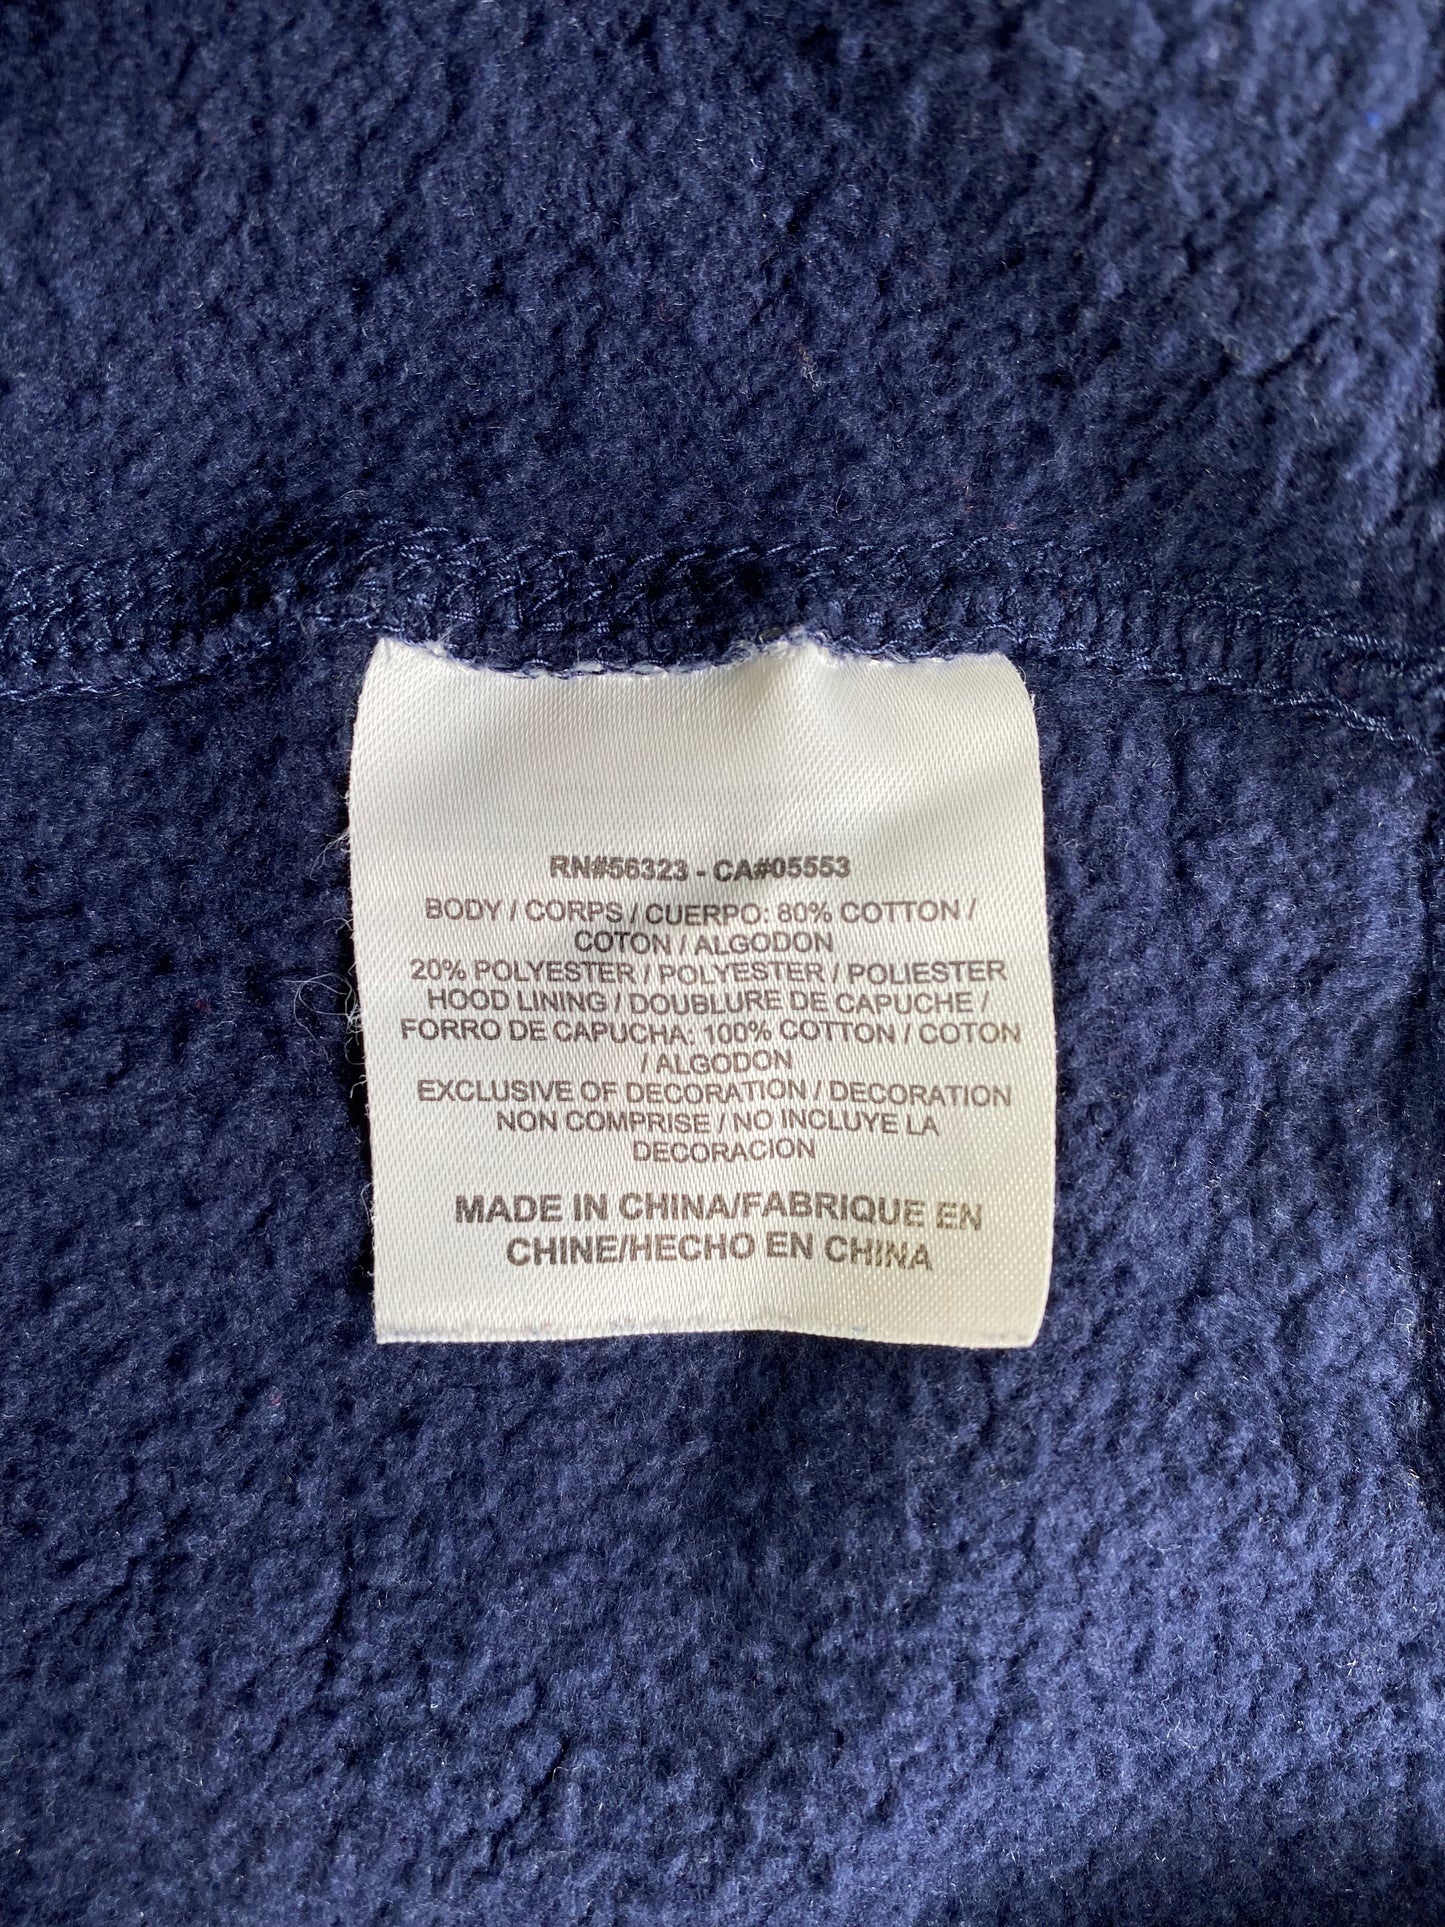 RN#56323 - CA#05553
BODY / CORPS / CUERPO: 80% COTTON /
COTON / ALGODON
20% POLYESTER / POLYESTER / POLIESTER
HOOD LINING / DOUBLURE DE CAPUCHE /
FORRO DE CAPUCHA: 100% COTTON / COTON
/ ALGODON
EXCLUSIVE OF DECORATION / DECORATION
NON COMPRISE / NO INCLUYE LA
DECORACION
MADE IN CHINA/FABRIQUE EN
CHINE/HECHO EN CHINA